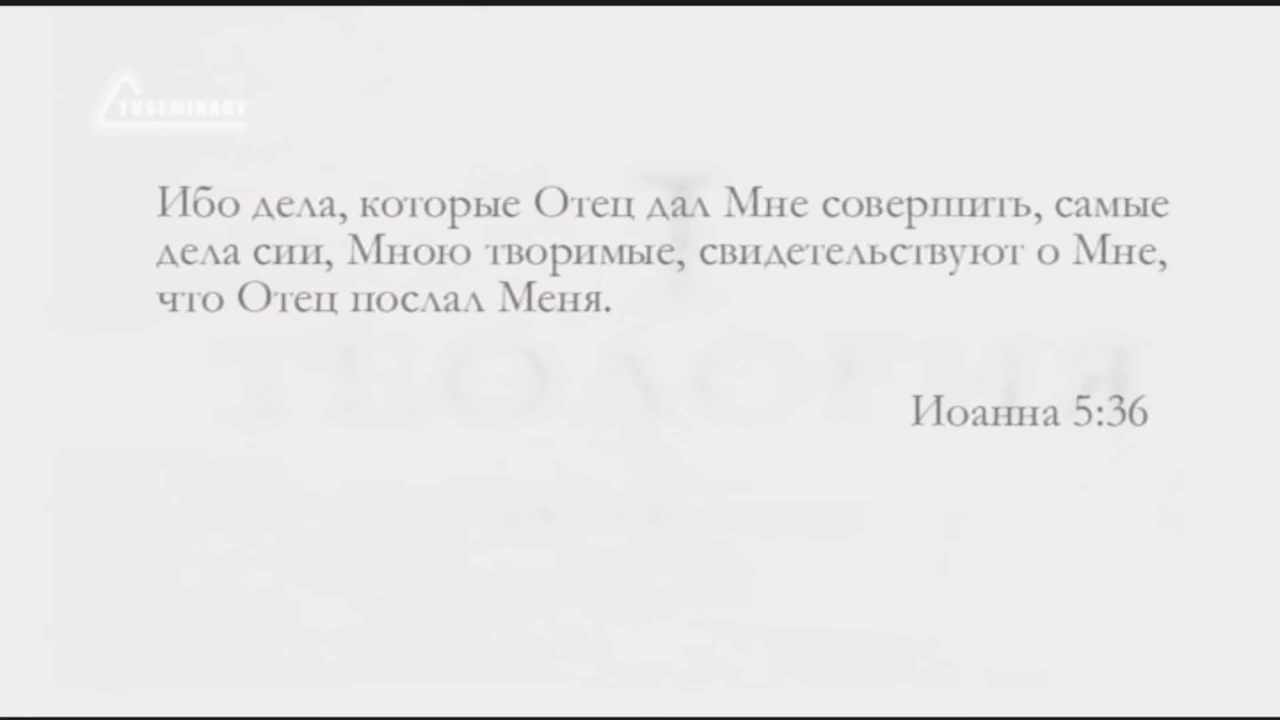 TVSEMINARY
Ибо дела, которые Отец дал Мне совершить, самые
дела сии, Мною творимые, свидетельствуют о Мне,
что Отец послал Меня.
ТЕОЛОГИЯ
Иоанна 5:36